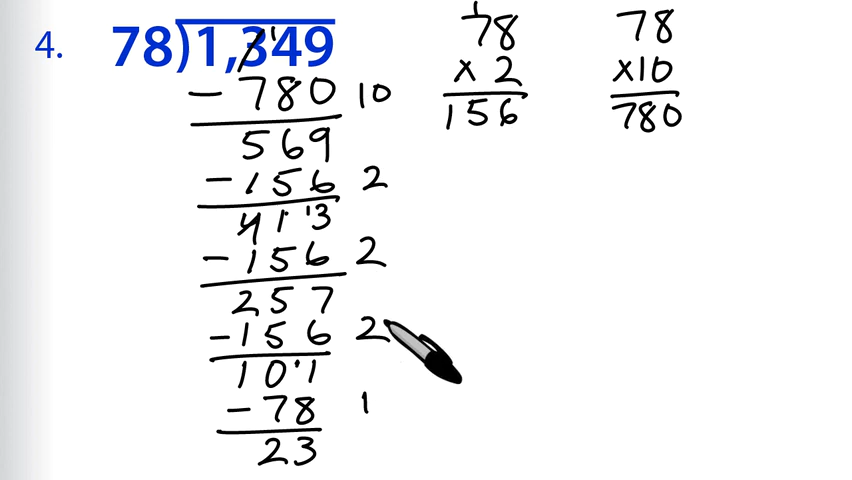 4. 78)1,349
- 780 10
569
- 156 2
413
- 156 2
257
- 156 2
101
- 78 1
23
1
78
x 2
156
78
x10
780